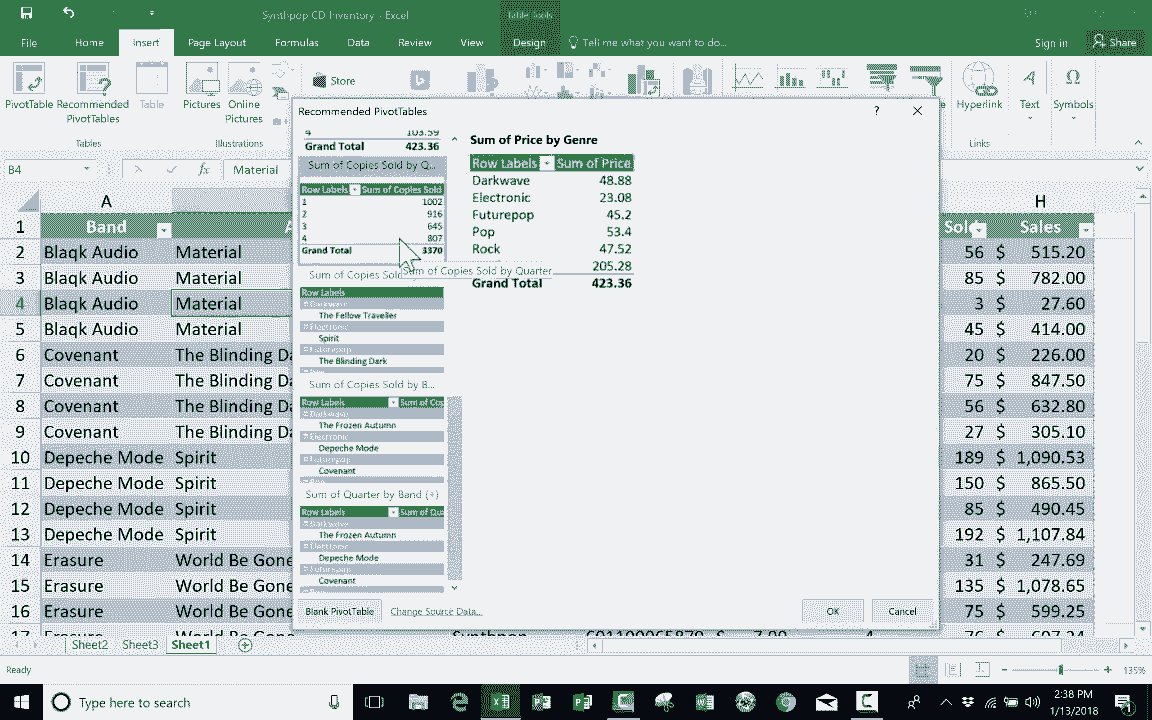 Synthpop CD Inventory - Excel
Table Tools
File Home Insert Page Layout Formulas Data Review View Design Tell me what you want to do... Sign in Share
Store
PivotTable Recommended PivotTables Table Pictures Online Pictures Hyperlink Text Symbols
Tables Illustrations Links
B4 fx Material
Recommended PivotTables ?
4 103.59
Grand Total 423.36
Sum of Copies Sold by Q...
Row Labels Sum of Copies Sold
1 1002
2 916
3 645
4 807
Grand Total 3370
Sum of Copies Sold
Sum of Copies Sold by Quarter
Row Labels
Darkwave
The Fellow Traveller
Electronic
Spirit
Futurepop
The Blinding Dark
Sum of Copies Sold by B...
Row Labels Sum of Cop
Darkwave
The Frozen Autumn
Electronic
Depeche Mode
Futurepop
Covenant
Sum of Quarter by Band (+)
Row Labels Sum of Qua
Darkwave
The Frozen Autumn
Electronic
Depeche Mode
Futurepop
Covenant
Sum of Price by Genre
Row Labels Sum of Price
Darkwave 48.88
Electronic 23.08
Futurepop 45.2
Pop 53.4
Rock 47.52
205.28
Grand Total 423.36
Blank PivotTable Change Source Data... OK Cancel
A H
1 Band Sold Sales
2 Blaqk Audio Material 56 $ 515.20
3 Blaqk Audio Material 85 $ 782.00
4 Blaqk Audio Material 3 $ 27.60
5 Blaqk Audio Material 45 $ 414.00
6 Covenant The Blinding Da 20 $ 226.00
7 Covenant The Blinding Da 75 $ 847.50
8 Covenant The Blinding Da 56 $ 632.80
9 Covenant The Blinding Da 27 $ 305.10
10 Depeche Mode Spirit 189 $ 1,090.53
11 Depeche Mode Spirit 150 $ 865.50
12 Depeche Mode Spirit 85 $ 490.45
13 Depeche Mode Spirit 192 $ 1,107.84
14 Erasure World Be Gone 31 $ 247.69
15 Erasure World Be Gone 135 $ 1,078.65
16 Erasure World Be Gone 75 $ 599.25
17 Erasure World Be Gone Synthpop $ 7.99 4 76 $ 607.24
Sheet2 Sheet3 Sheet1
Ready 135%
Type here to search
2:38 PM
1/13/2018